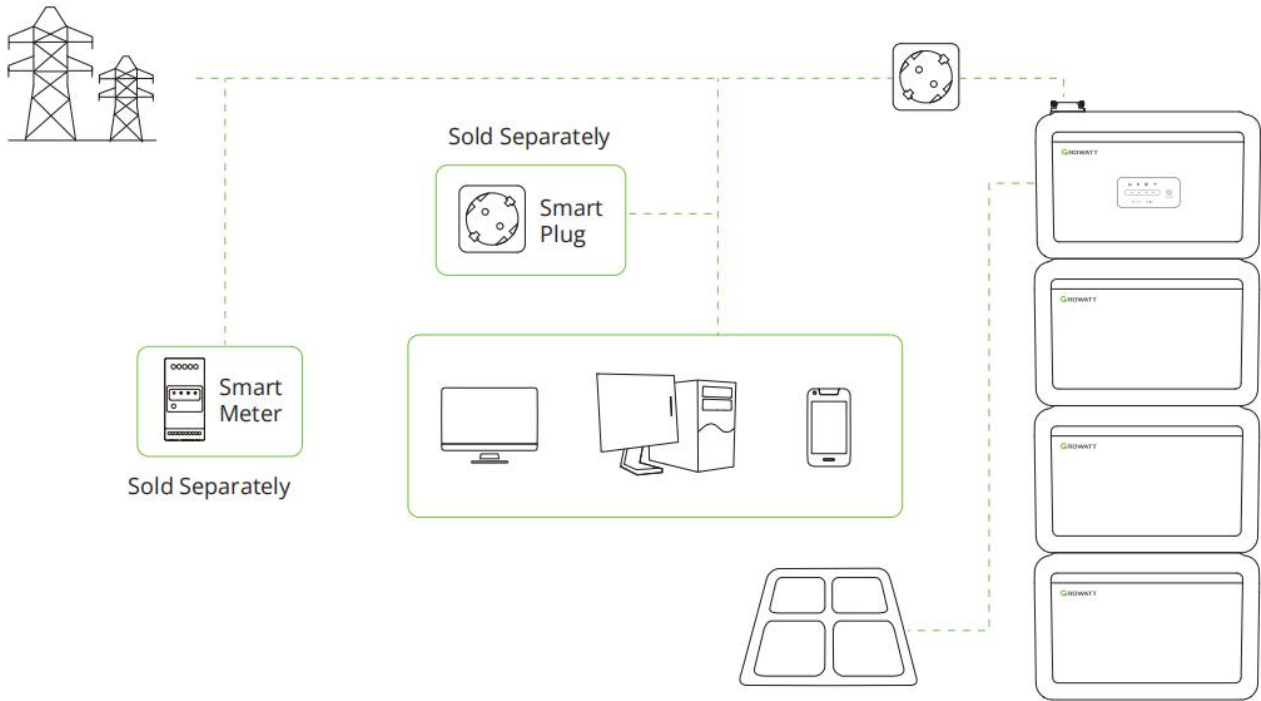 Sold Separately
Smart
Plug
Smart
Meter
Sold Separately
GROWATT
GROWATT
GROWATT
GROWATT